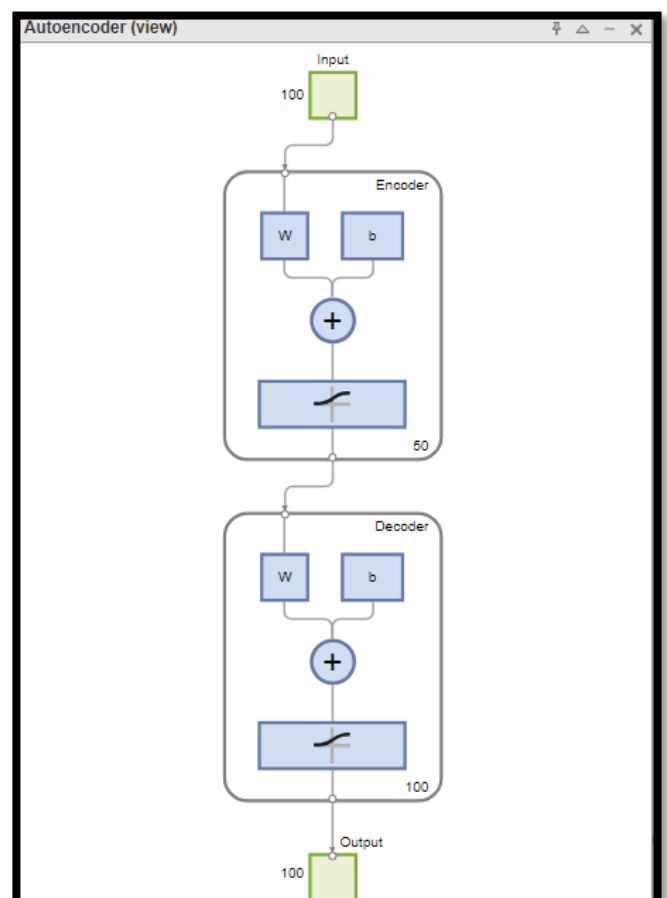 Autoencoder (view)
Input
100
Encoder
W b
+
50
Decoder
W b
+
100
Output
100